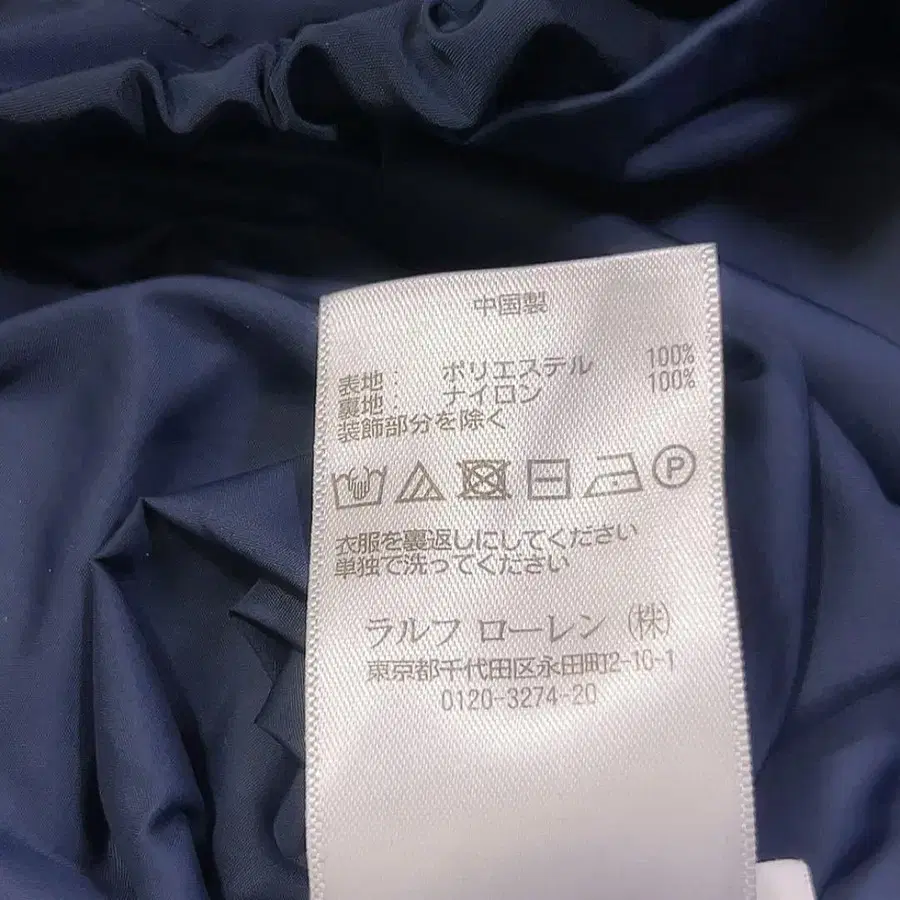 中国製
表地： ポリエステル 100%
裏地： ナイロン 100%
装飾部分を除く
P
衣服を裏返しにしてください
単独で洗ってください
ラルフ ローレン (株)
東京都千代田区永田町2-10-1
0120-3274-20